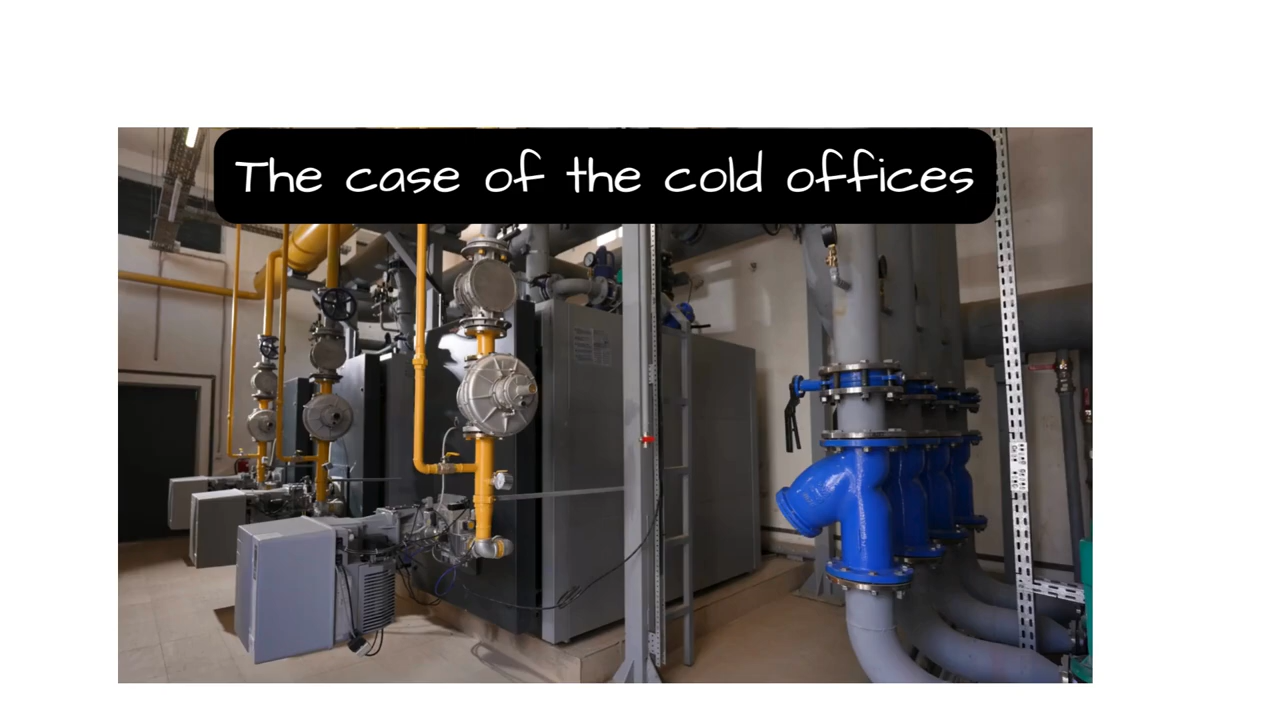 The case of the cold offices